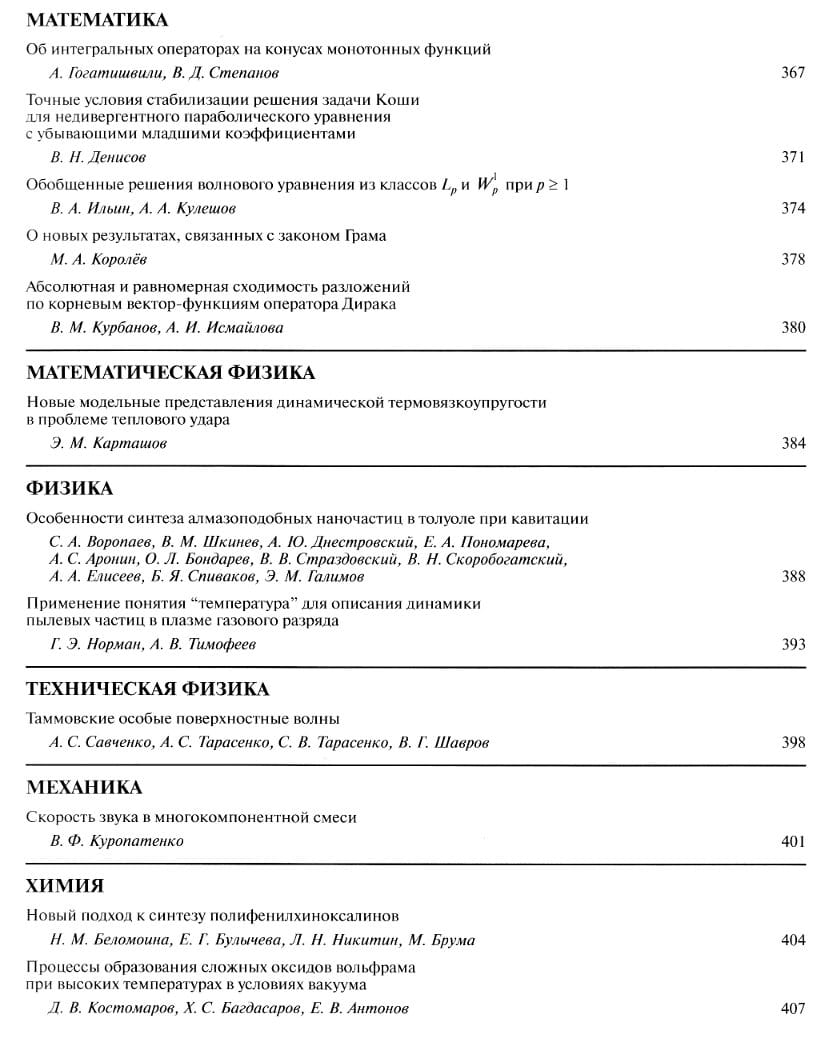 МАТЕМАТИКА
Об интегральных операторах на конусах монотонных функций
А. Гогатишвили, В. Д. Степанов 367
Точные условия стабилизации решения задачи Коши
для недивергентного параболического уравнения
с убывающими младшими коэффициентами
В. Н. Денисов 371
Обобщенные решения волнового уравнения из классов Lₚ и Wₚ¹ при p ≥ 1
В. А. Ильин, А. А. Кулешов 374
О новых результатах, связанных с законом Грама
М. А. Королёв 378
Абсолютная и равномерная сходимость разложений
по корневым вектор-функциям оператора Дирака
В. М. Курбанов, А. И. Исмайлова 380
МАТЕМАТИЧЕСКАЯ ФИЗИКА
Новые модельные представления динамической термовязкоупругости
в проблеме теплового удара
Э. М. Карташов 384
ФИЗИКА
Особенности синтеза алмазоподобных наночастиц в толуоле при кавитации
С. А. Воропаев, В. М. Шкинев, А. Ю. Днестровский, Е. А. Пономарева,
А. С. Аронин, О. Л. Бондарев, В. В. Страздовский, В. Н. Скоробогатский,
А. А. Елисеев, Б. Я. Спиваков, Э. М. Галимов 388
Применение понятия “температура” для описания динамики
пылевых частиц в плазме газового разряда
Г. Э. Норман, А. В. Тимофеев 393
ТЕХНИЧЕСКАЯ ФИЗИКА
Таммовские особые поверхностные волны
А. С. Савченко, А. С. Тарасенко, С. В. Тарасенко, В. Г. Шавров 398
МЕХАНИКА
Скорость звука в многокомпонентной смеси
В. Ф. Куропатенко 401
ХИМИЯ
Новый подход к синтезу полифенилхиноксалинов
Н. М. Беломоина, Е. Г. Булычева, Л. Н. Никитин, М. Брума 404
Процессы образования сложных оксидов вольфрама
при высоких температурах в условиях вакуума
Д. В. Костомаров, Х. С. Багдасаров, Е. В. Антонов 407